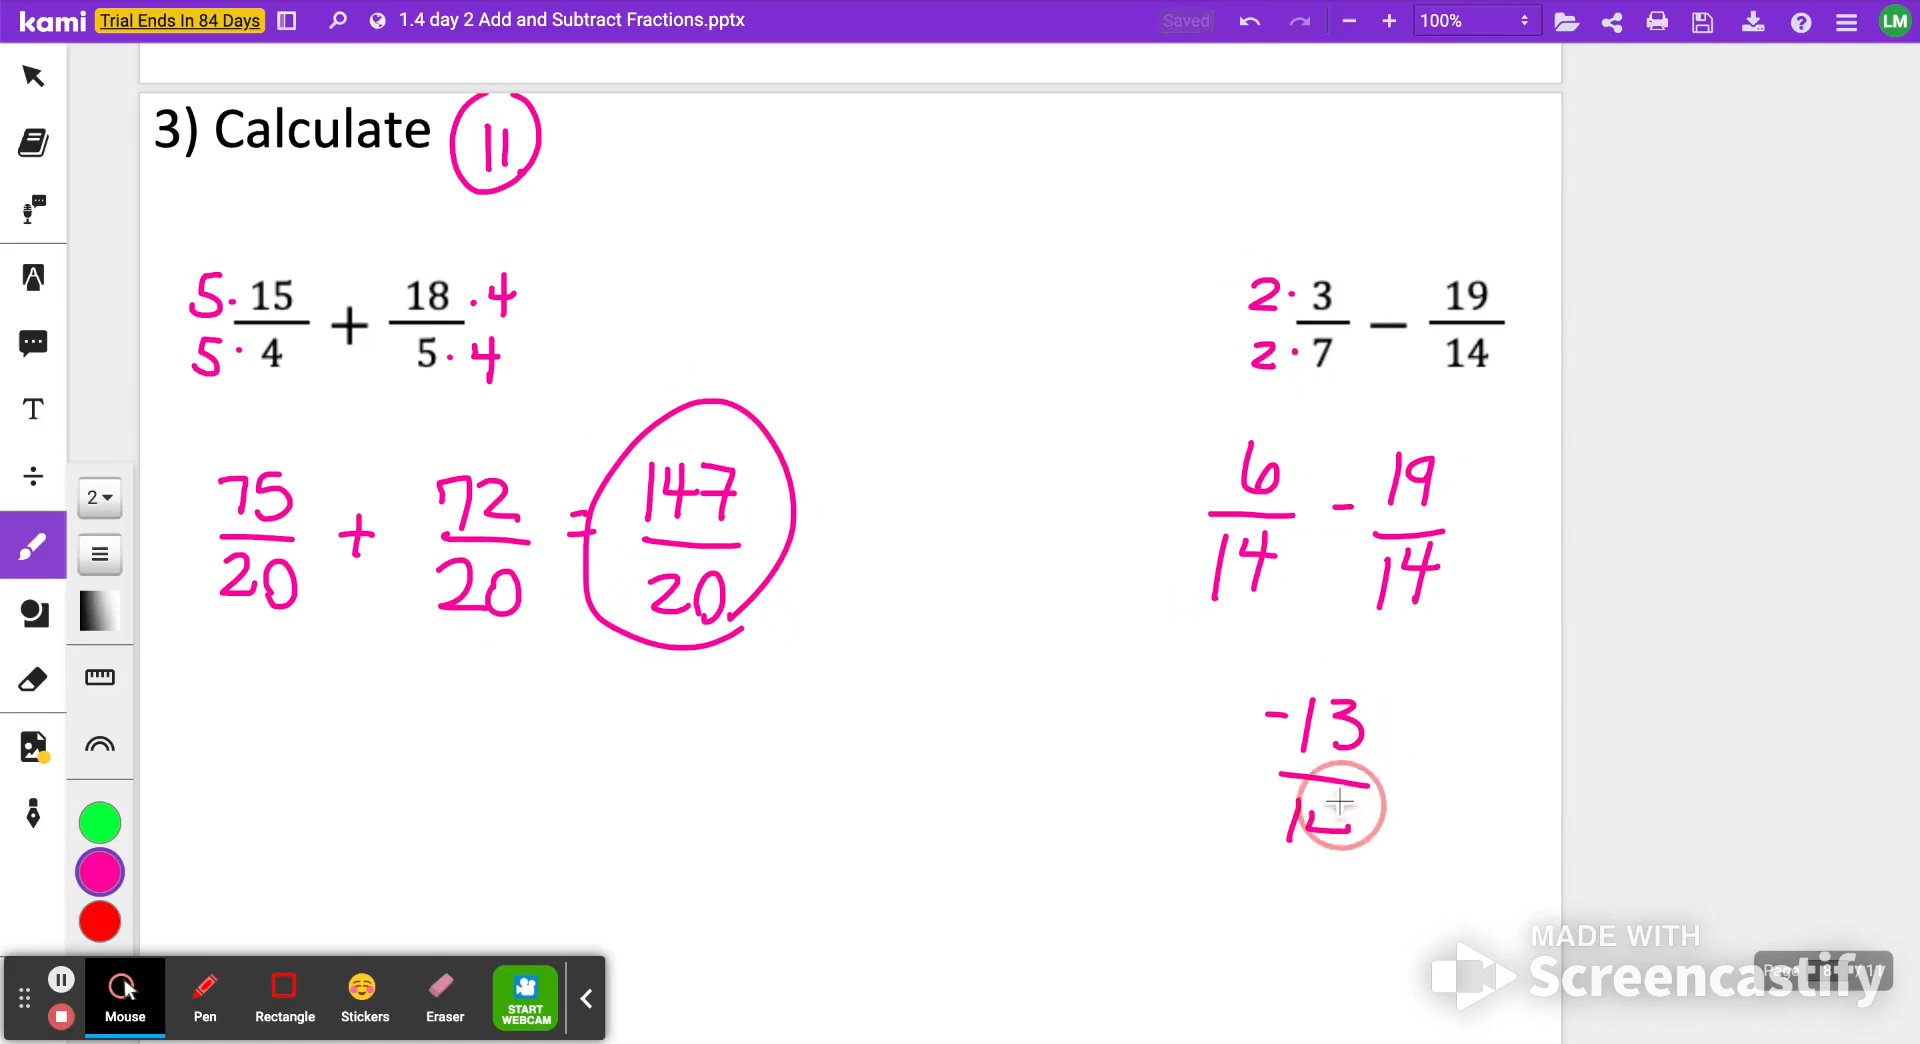 kami Trial Ends In 84 Days 1.4 day 2 Add and Subtract Fractions.pptx Saved 100% LM
3) Calculate 11
5· 15/4 ·5 + 18/5 ·4 ·4
2· 3/7 2· − 19/14
75/20 + 72/20 = 147/20
6/14 - 19/14
-13
2
T
MADE WITH
Screencastify
Page 8 / 11
Mouse Pen Rectangle Stickers Eraser START WEBCAM